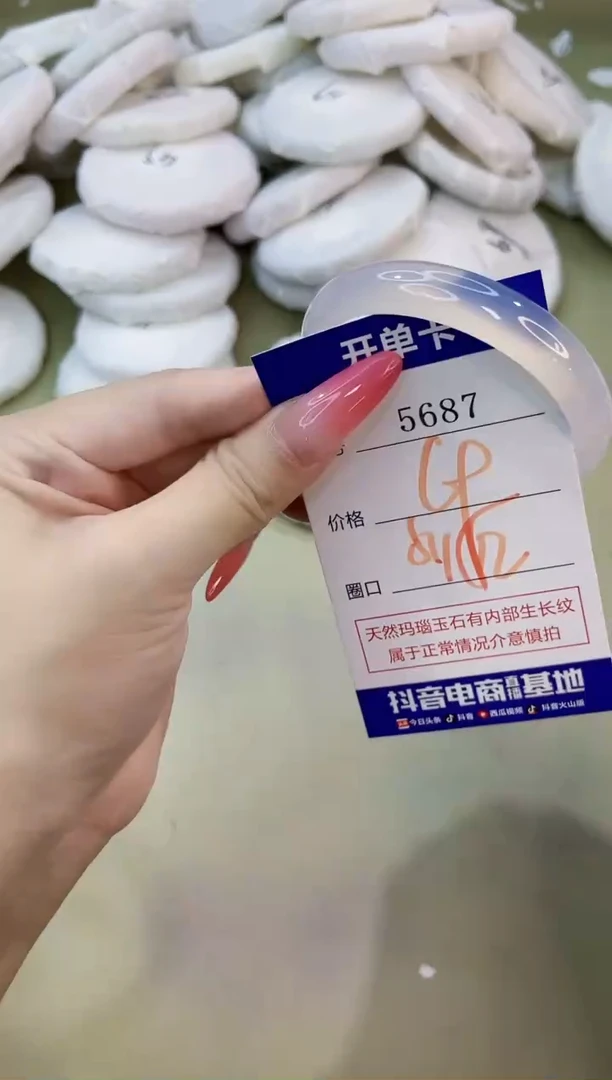 开单卡
5687
价格
圈口
天然玛瑙玉石有内部生长纹
属于正常情况介意慎拍
抖音电商直播基地
今日头条 抖音 西瓜视频 抖音火山版